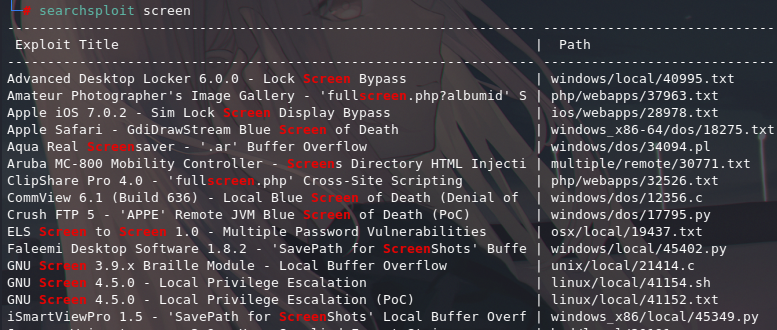 # searchsploit screen
Exploit Title | Path
Advanced Desktop Locker 6.0.0 - Lock Screen Bypass | windows/local/40995.txt
Amateur Photographer's Image Gallery - 'fullscreen.php?albumid' S | php/webapps/37963.txt
Apple iOS 7.0.2 - Sim Lock Screen Display Bypass | ios/webapps/28978.txt
Apple Safari - GdiDrawStream Blue Screen of Death | windows_x86-64/dos/18275.txt
Aqua Real Screensaver - '.ar' Buffer Overflow | windows/dos/34094.pl
Aruba MC-800 Mobility Controller - Screens Directory HTML Injecti | multiple/remote/30771.txt
ClipShare Pro 4.0 - 'fullscreen.php' Cross-Site Scripting | php/webapps/32526.txt
CommView 6.1 (Build 636) - Local Blue Screen of Death (Denial of | windows/dos/12356.c
Crush FTP 5 - 'APPE' Remote JVM Blue Screen of Death (PoC) | windows/dos/17795.py
ELS Screen to Screen 1.0 - Multiple Password Vulnerabilities | osx/local/19437.txt
Faleemi Desktop Software 1.8.2 - 'SavePath for ScreenShots' Buffe | windows/local/45402.py
GNU Screen 3.9.x Braille Module - Local Buffer Overflow | unix/local/21414.c
GNU Screen 4.5.0 - Local Privilege Escalation | linux/local/41154.sh
GNU Screen 4.5.0 - Local Privilege Escalation (PoC) | linux/local/41152.txt
iSmartViewPro 1.5 - 'SavePath for ScreenShots' Local Buffer Overf | windows_x86/local/45349.py